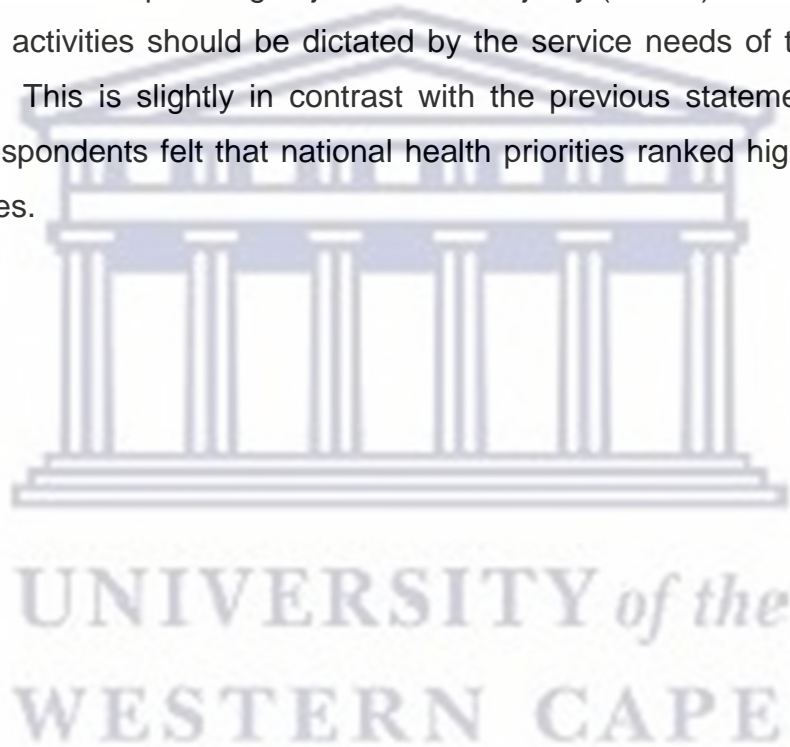 activities should be dictated by the service needs of t
This is slightly in contrast with the previous stateme
spondents felt that national health priorities ranked hig
es.
UNIVERSITY of the
WESTERN CAPE